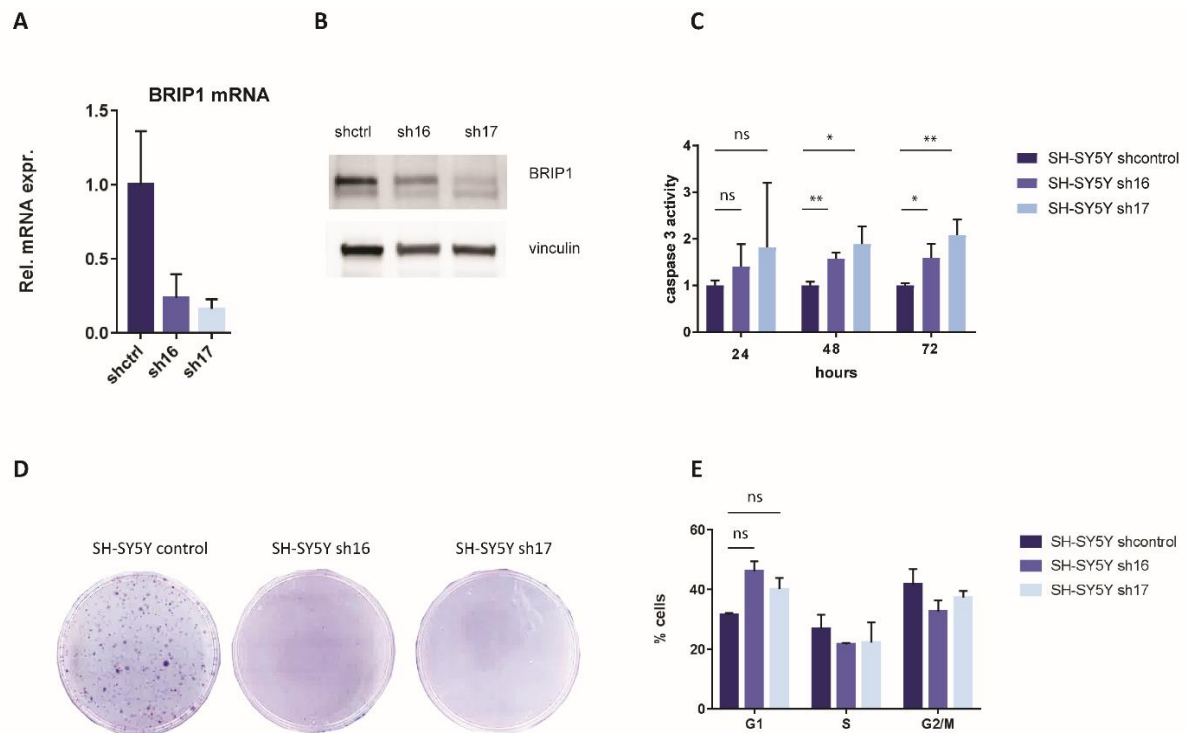 A
BRIP1 mRNA
Rel. mRNA expr.
1.5
1.0
0.5
0.0
shctrl
sh16
sh17
B
shctrl sh16 sh17
BRIP1
vinculin
C
caspase 3 activity
4
3
2
1
0
ns
ns
*
**
**
*
24 48 72
hours
SH-SY5Y shcontrol
SH-SY5Y sh16
SH-SY5Y sh17
D
SH-SY5Y control SH-SY5Y sh16 SH-SY5Y sh17
E
% cells
60
40
20
0
ns
ns
G1 S G2/M
SH-SY5Y shcontrol
SH-SY5Y sh16
SH-SY5Y sh17